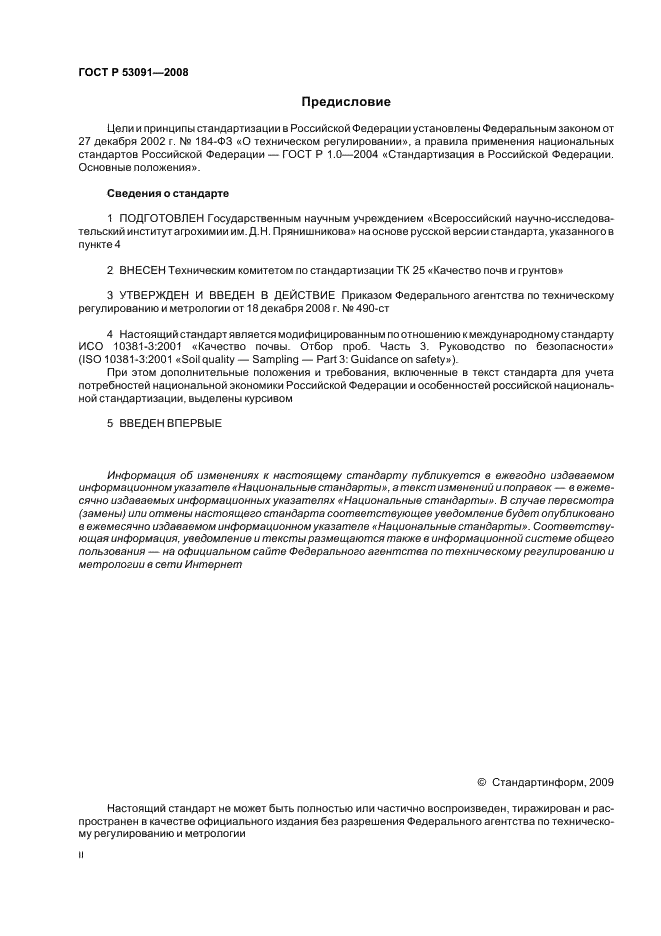 ГОСТ Р 53091—2008
Предисловие
Цели и принципы стандартизации в Российской Федерации установлены Федеральным законом от
27 декабря 2002 г. № 184-ФЗ «О техническом регулировании», а правила применения национальных
стандартов Российской Федерации — ГОСТ Р 1.0—2004 «Стандартизация в Российской Федерации.
Основные положения».
Сведения о стандарте
1 ПОДГОТОВЛЕН Государственным научным учреждением «Всероссийский научно-исследова-
тельский институт агрохимии им. Д.Н. Прянишникова» на основе русской версии стандарта, указанного в
пункте 4
2 ВНЕСЕН Техническим комитетом по стандартизации ТК 25 «Качество почв и грунтов»
3 УТВЕРЖДЕН И ВВЕДЕН В ДЕЙСТВИЕ Приказом Федерального агентства по техническому
регулированию и метрологии от 18 декабря 2008 г. № 490-ст
4 Настоящий стандарт является модифицированным по отношению к международному стандарту
ИСО 10381-3:2001 «Качество почвы. Отбор проб. Часть 3. Руководство по безопасности»
(ISO 10381-3:2001 «Soil quality — Sampling — Part 3: Guidance on safety»).
При этом дополнительные положения и требования, включенные в текст стандарта для учета
потребностей национальной экономики Российской Федерации и особенностей российской националь-
ной стандартизации, выделены курсивом
5 ВВЕДЕН ВПЕРВЫЕ
Информация об изменениях к настоящему стандарту публикуется в ежегодно издаваемом
информационном указателе «Национальные стандарты», а текст изменений и поправок — в ежеме-
сячно издаваемых информационных указателях «Национальные стандарты». В случае пересмотра
(замены) или отмены настоящего стандарта соответствующее уведомление будет опубликовано
в ежемесячно издаваемом информационном указателе «Национальные стандарты». Соответству-
ющая информация, уведомление и тексты размещаются также в информационной системе общего
пользования — на официальном сайте Федерального агентства по техническому регулированию и
метрологии в сети Интернет
© Стандартинформ, 2009
Настоящий стандарт не может быть полностью или частично воспроизведен, тиражирован и рас-
пространен в качестве официального издания без разрешения Федерального агентства по техническо-
му регулированию и метрологии
II